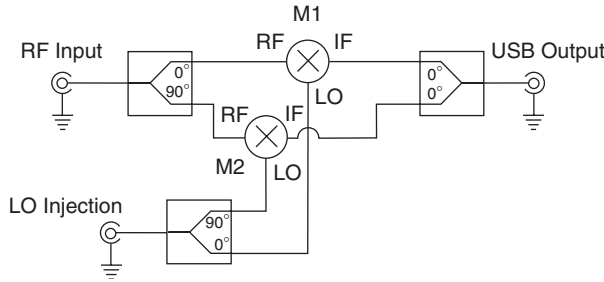 M1
RF Input
RF
IF
USB Output
0°
90°
LO
0°
0°
RF
IF
M2
LO
LO Injection
90°
0°